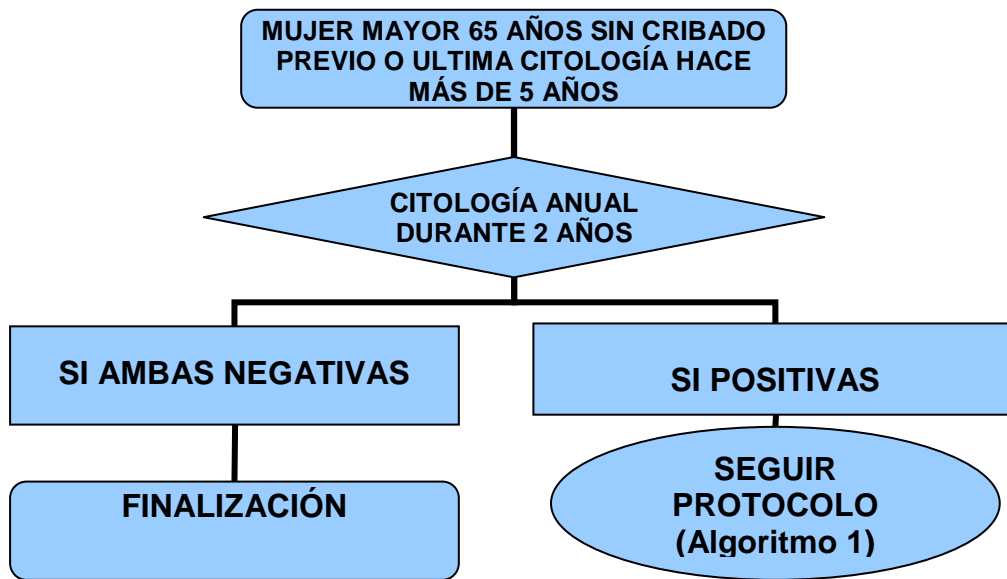 MUJER MAYOR 65 AÑOS SIN CRIBADO
PREVIO O ULTIMA CITOLOGÍA HACE
MÁS DE 5 AÑOS
CITOLOGÍA ANUAL
DURANTE 2 AÑOS
SI AMBAS NEGATIVAS
SI POSITIVAS
FINALIZACIÓN
SEGUIR
PROTOCOLO
(Algoritmo 1)